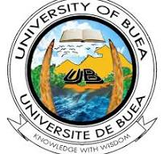 UNIVERSITY OF BUEA
UB
UNIVERSITE DE BUEA
KNOWLEDGE WITH WISDOM